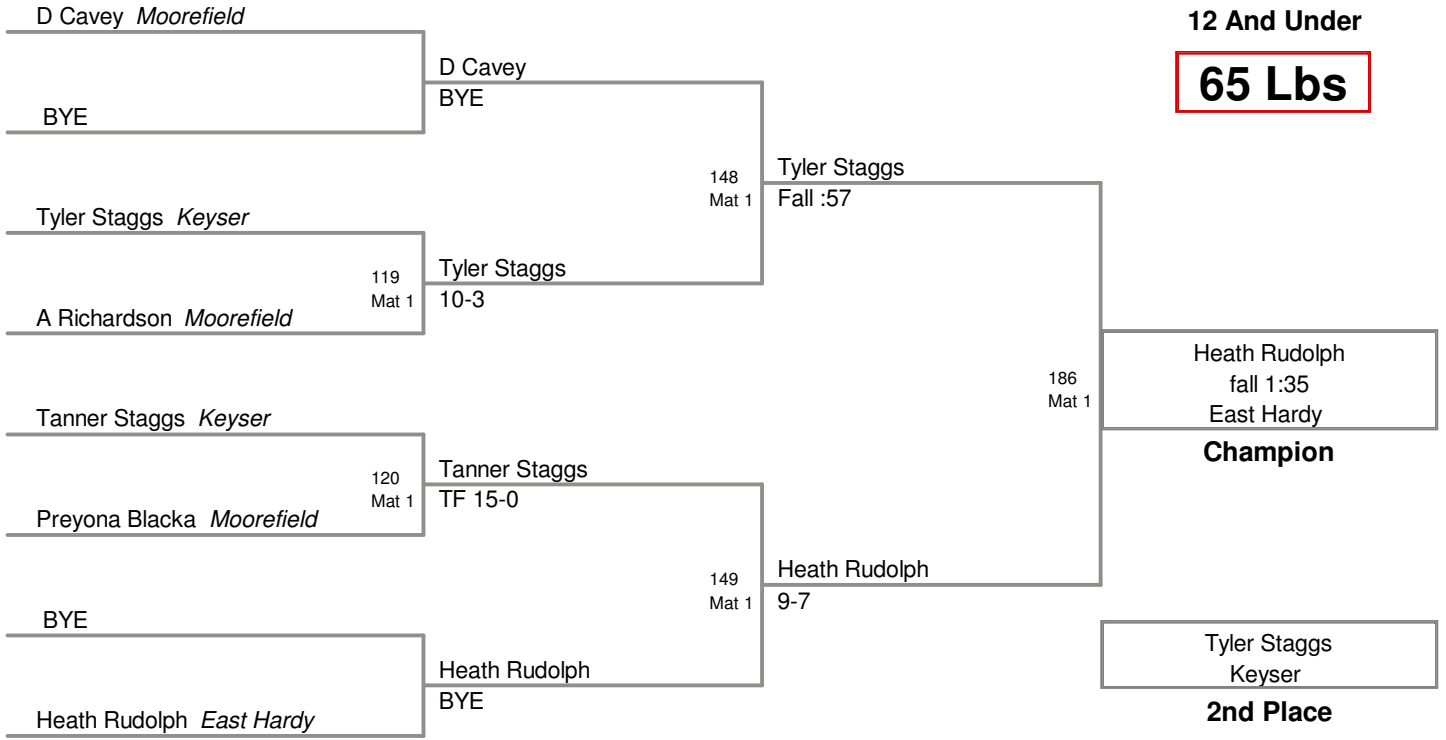 D Cavey Moorefield
BYE
Tyler Staggs Keyser
A Richardson Moorefield
Tanner Staggs Keyser
Preyona Blacka Moorefield
BYE
Heath Rudolph East Hardy
119
Mat 1
120
Mat 1
D Cavey
BYE
Tyler Staggs
10-3
Tanner Staggs
TF 15-0
Heath Rudolph
BYE
148
Mat 1
149
Mat 1
Tyler Staggs
Fall :57
Heath Rudolph
9-7
186
Mat 1
12 And Under
65 Lbs
Heath Rudolph
fall 1:35
East Hardy
Champion
Tyler Staggs
Keyser
2nd Place